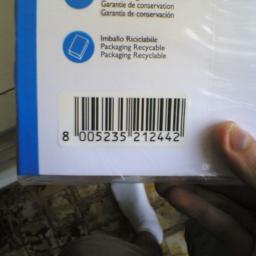 Garantie de conservation
Garantía de conservación
Imballo Riciclabile
Packaging Recyclable
Packaging Recyclable
8 005235 212442